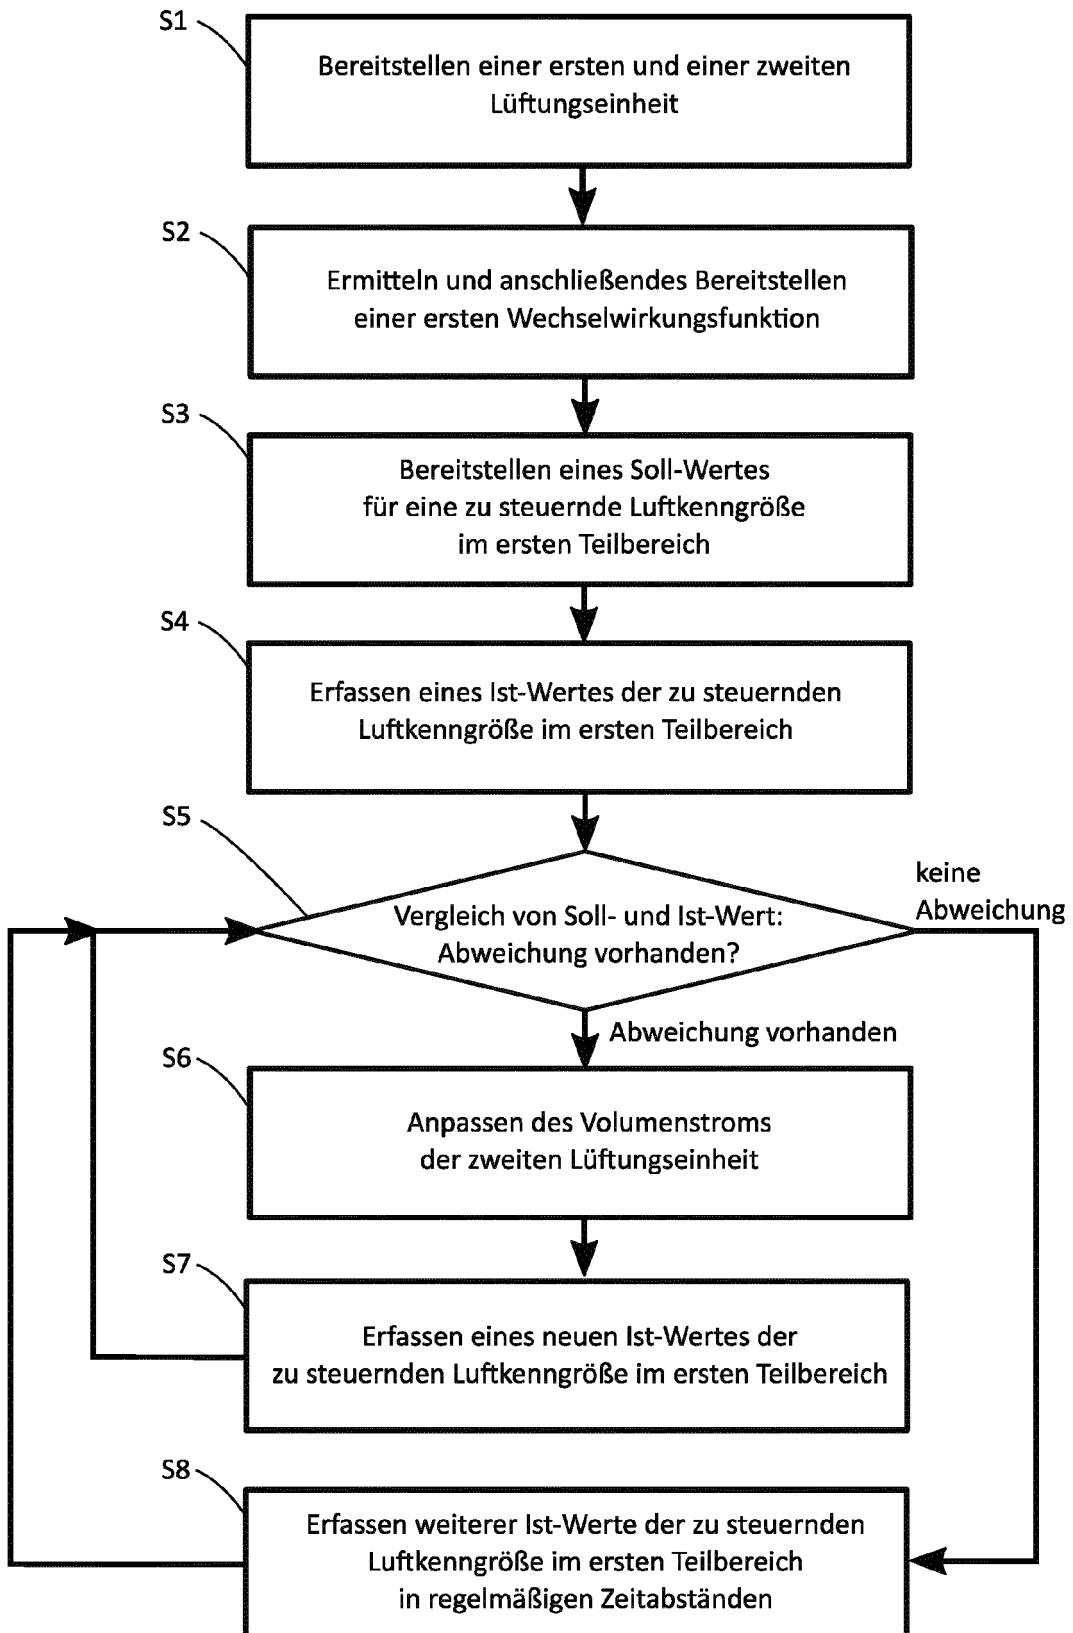 S1
Bereitstellen einer ersten und einer zweiten
Lüftungseinheit
S2
Ermitteln und anschließendes Bereitstellen
einer ersten Wechselwirkungsfunktion
S3
Bereitstellen eines Soll-Wertes
für eine zu steuernde Luftkenngröße
im ersten Teilbereich
S4
Erfassen eines Ist-Wertes der zu steuernden
Luftkenngröße im ersten Teilbereich
S5
Vergleich von Soll- und Ist-Wert:
Abweichung vorhanden?
keine
Abweichung
Abweichung vorhanden
S6
Anpassen des Volumenstroms
der zweiten Lüftungseinheit
S7
Erfassen eines neuen Ist-Wertes der
zu steuernden Luftkenngröße im ersten Teilbereich
S8
Erfassen weiterer Ist-Werte der zu steuernden
Luftkenngröße im ersten Teilbereich
in regelmäßigen Zeitabständen